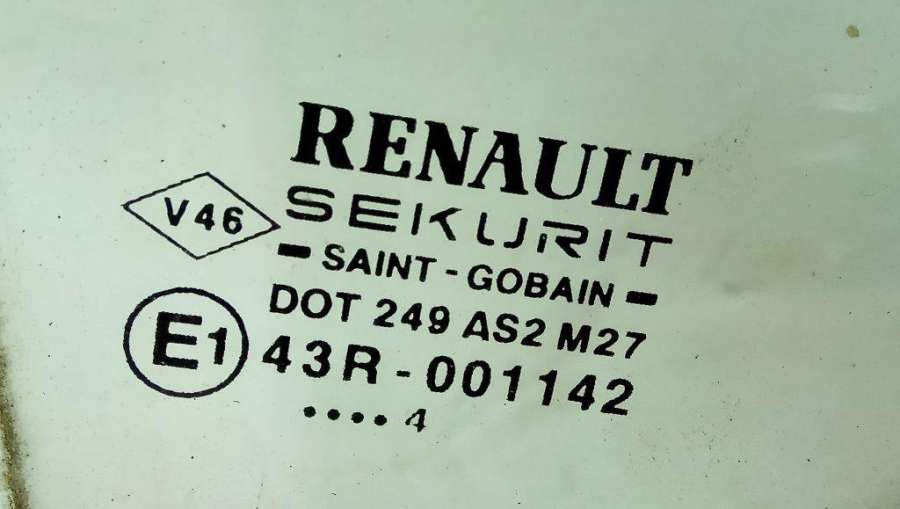 RENAULT
SEKURIT
V46
- SAINT-GOBAIN -
DOT 249 AS2 M27
E1 43R-001142
••••4